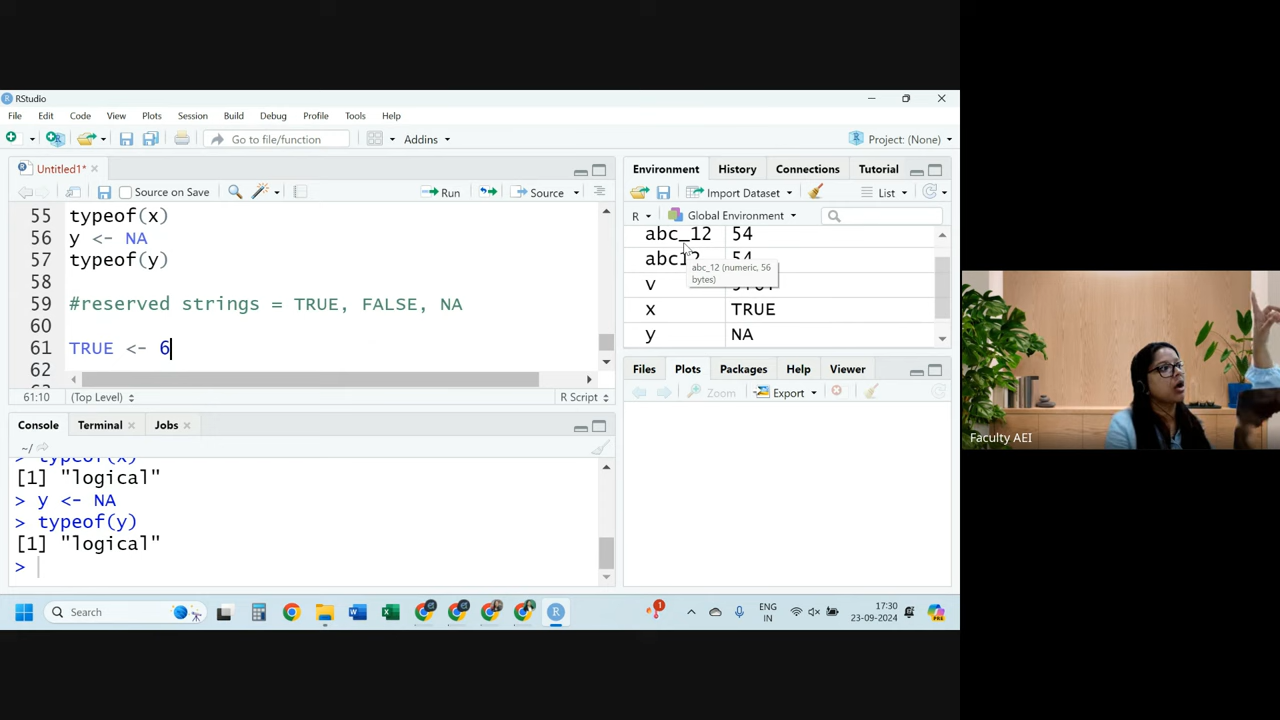 RStudio
File Edit Code View Plots Session Build Debug Profile Tools Help
Go to file/function Addins Project: (None)
Untitled1*
Source on Save Run Source
55 typeof(x)
56 y <- NA
57 typeof(y)
58
59 #reserved strings = TRUE, FALSE, NA
60
61 TRUE <- 6
62
61:10 (Top Level) R Script
Console Terminal Jobs
~/
[1] "logical"
> y <- NA
> typeof(y)
[1] "logical"
>
Environment History Connections Tutorial
Import Dataset List
R Global Environment
abc_12 54
abc12 54
abc_12 (numeric, 56
bytes)
v
x TRUE
y NA
Files Plots Packages Help Viewer
Zoom Export
Faculty AEI
Search
ENG
IN
17:30
23-09-2024
1
PRE